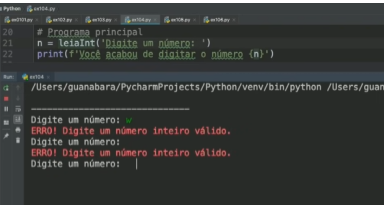 Python ex104.py
ex101.py ex102.py ex103.py ex104.py ex105.py ex106.py
20 # Programa principal
21 n = leiaInt('Digite um número: ')
22 print(f'Você acabou de digitar o número {n}')
Run: ex104
/Users/guanabara/PycharmProjects/Python/venv/bin/python /Users/guan
------------------------------
Digite um número: w
ERRO! Digite um número inteiro válido.
Digite um número:
ERRO! Digite um número inteiro válido.
Digite um número: